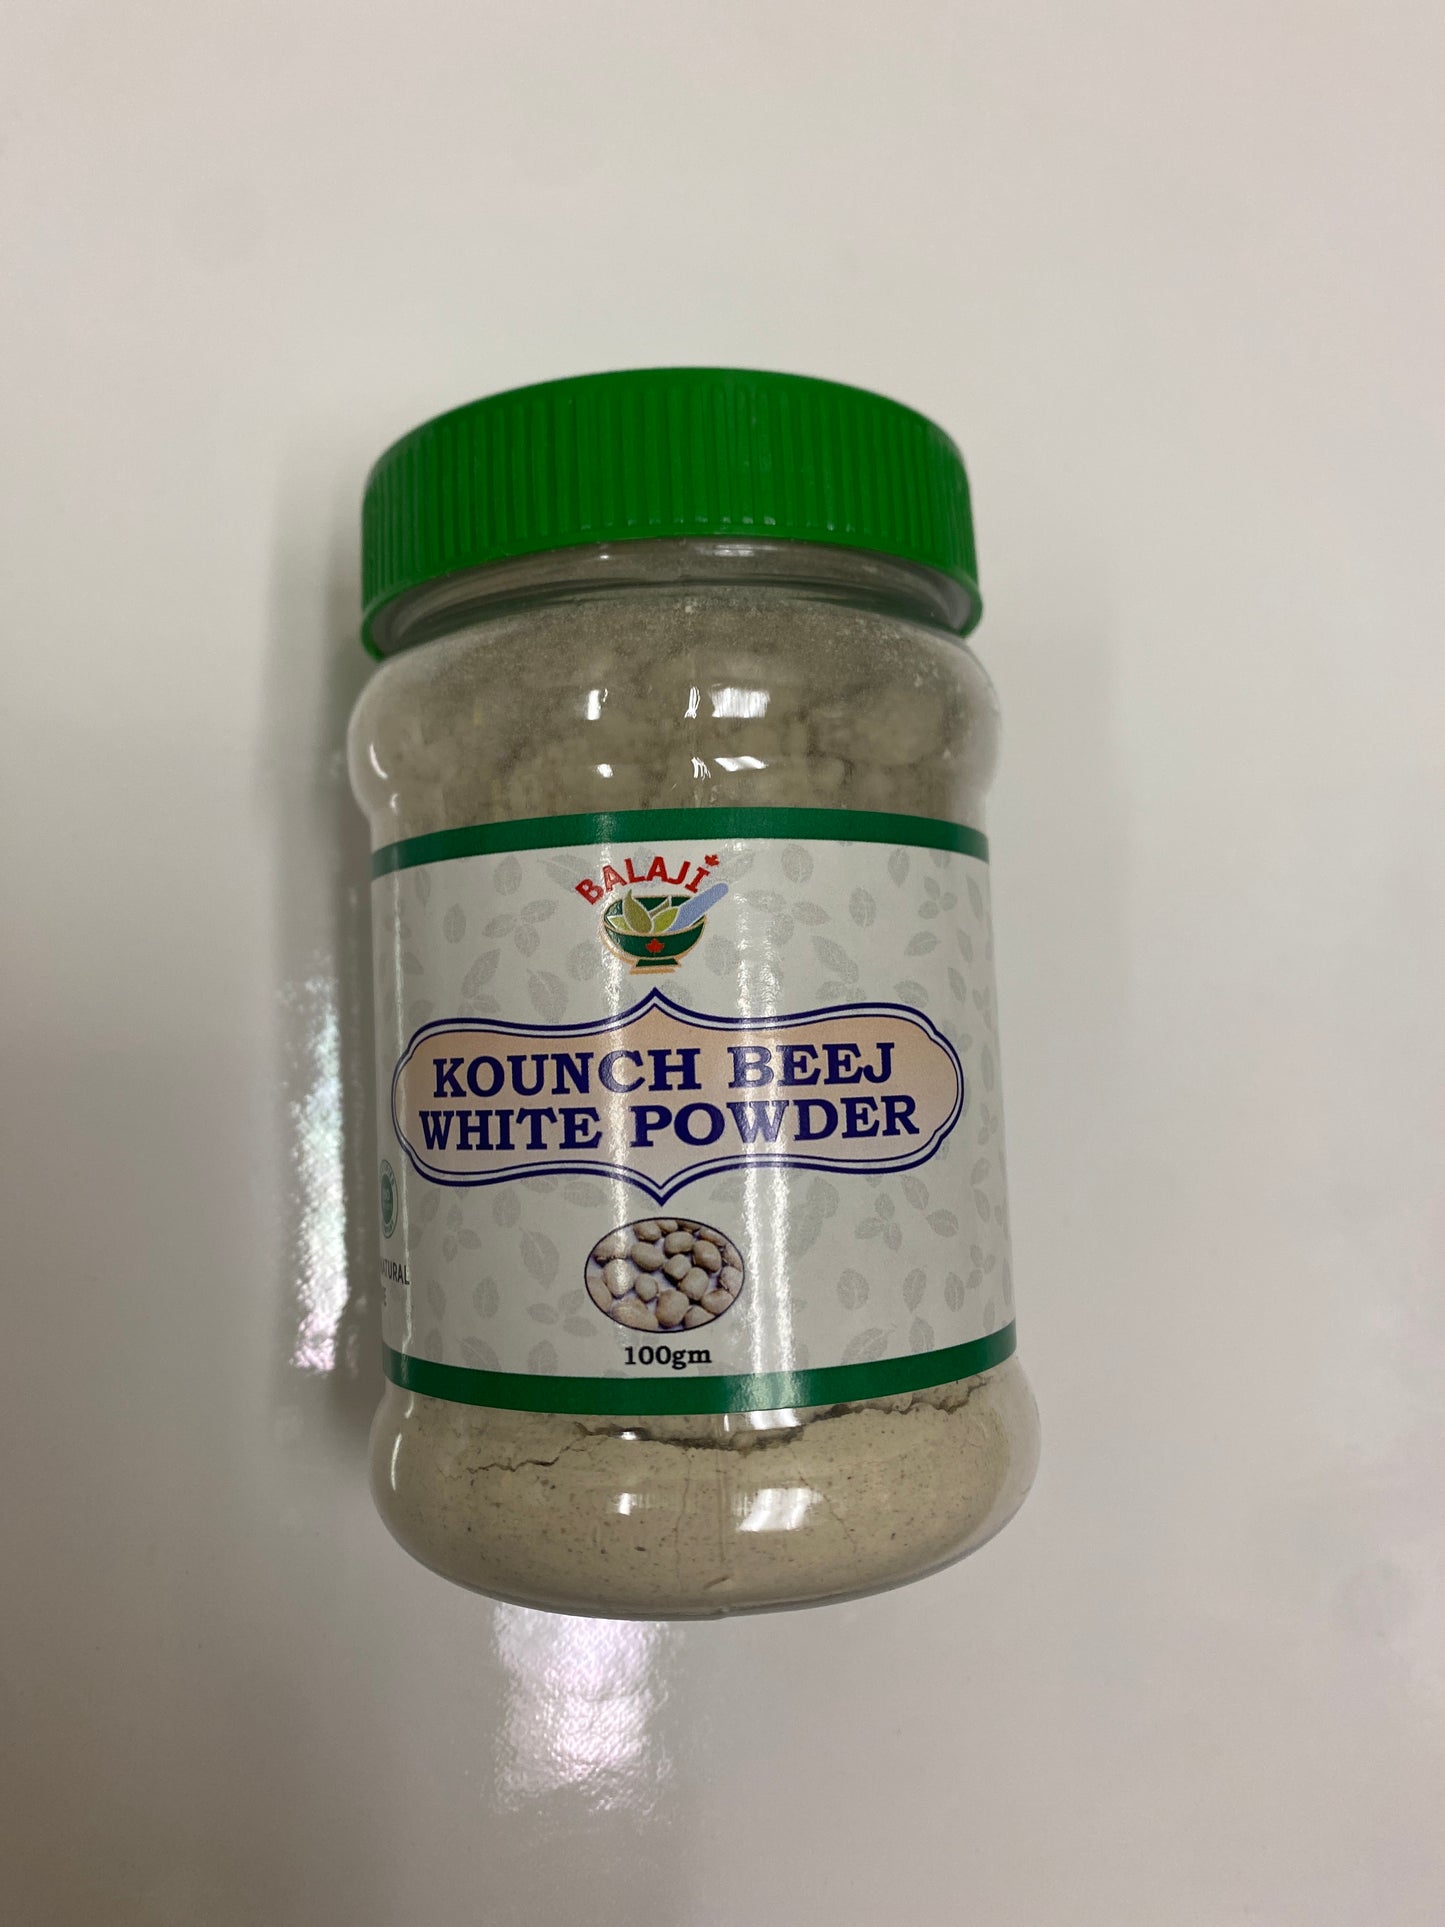 BALAJI
KOUNCH BEEJ
WHITE POWDER
100gm